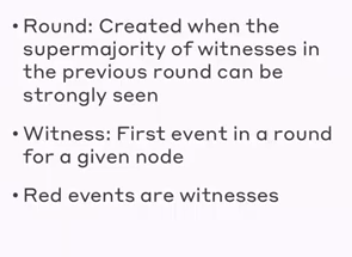 • Round: Created when the
supermajority of witnesses in
the previous round can be
strongly seen
• Witness: First event in a round
for a given node
• Red events are witnesses